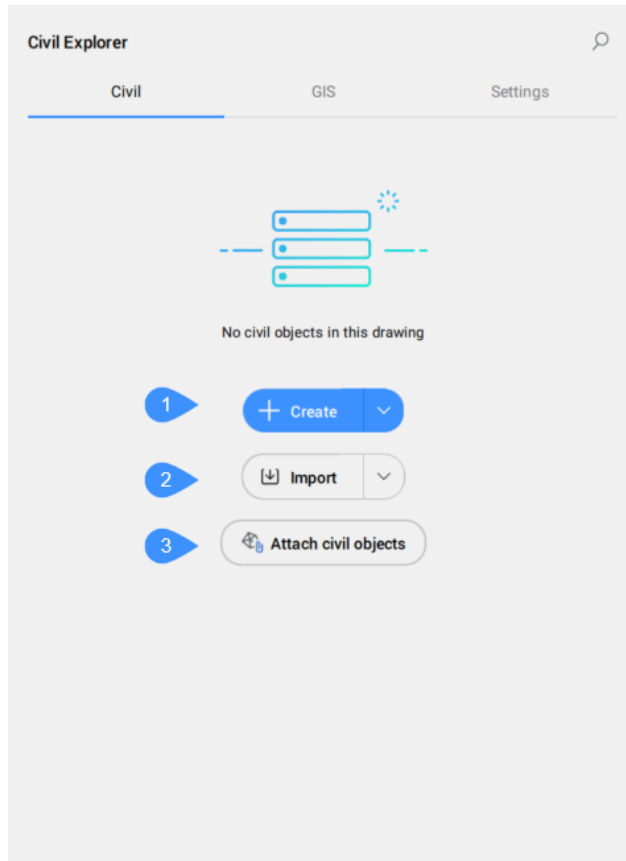 Civil Explorer
Civil GIS Settings
No civil objects in this drawing
1 Create
2 Import
3 Attach civil objects